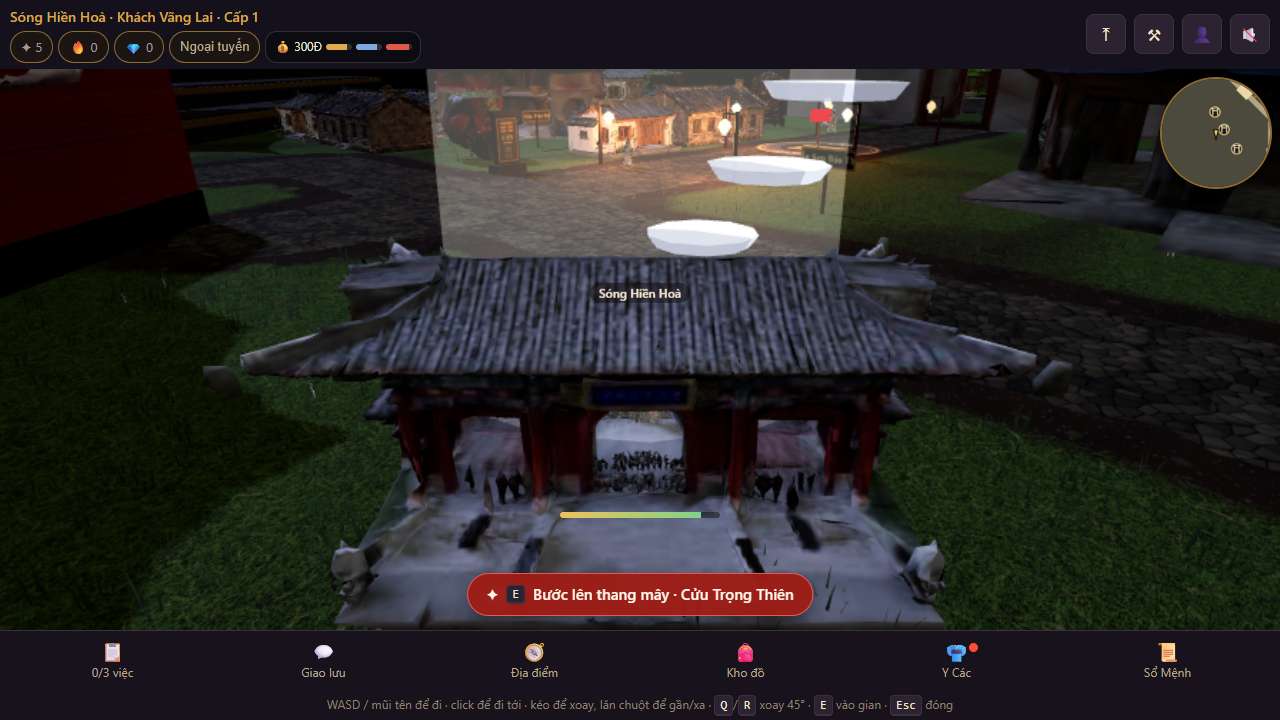 Sóng Hiền Hoà · Khách Vãng Lai · Cấp 1
5
0
0
Ngoại tuyến
300Đ
Sóng Hiền Hoà
E Bước lên thang mây · Cửu Trọng Thiên
0/3 việc
Giao lưu
Địa điểm
Kho đồ
Y Các
Sổ Mệnh
WASD / mũi tên để đi · click để đi tới · kéo để xoay, lăn chuột để gần/xa · Q / R xoay 45° · E vào gian · Esc đóng